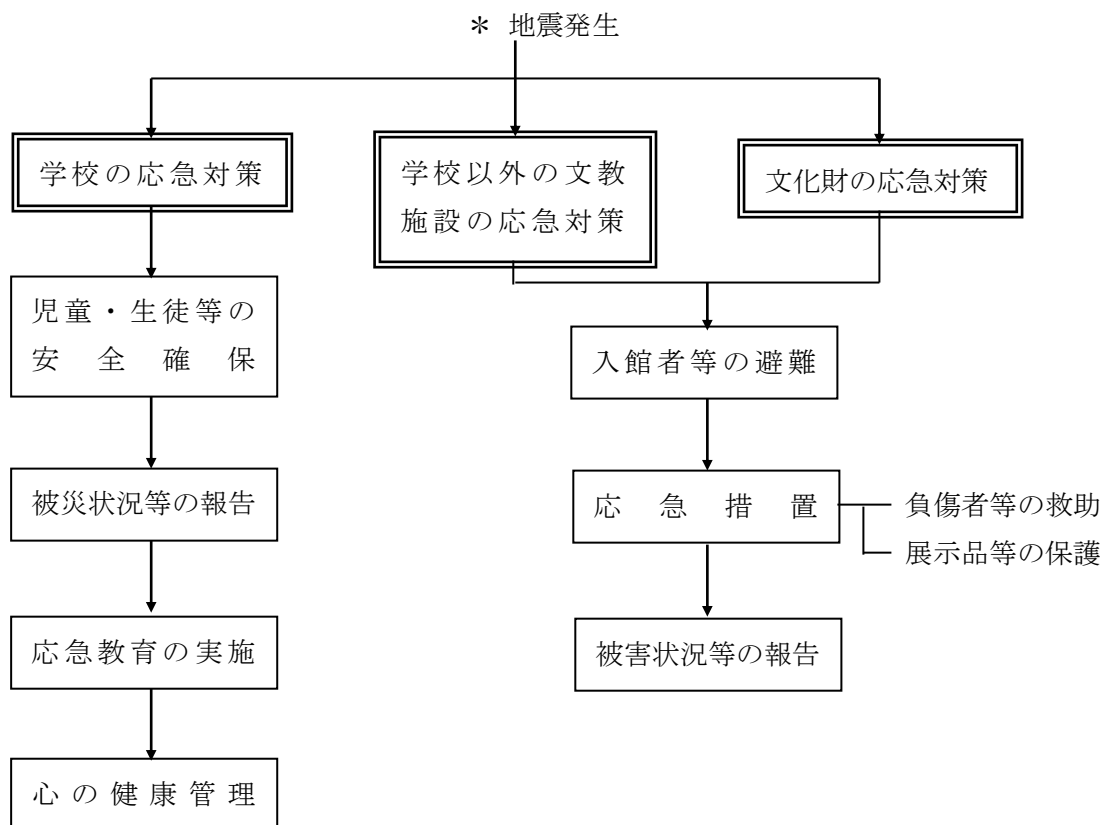 ＊ 地震発生
学校の応急対策
学校以外の文教
施設の応急対策
文化財の応急対策
児童・生徒等の
安全確保
入館者等の避難
被災状況等の報告
応急措置
負傷者等の救助
展示品等の保護
応急教育の実施
被害状況等の報告
心の健康管理